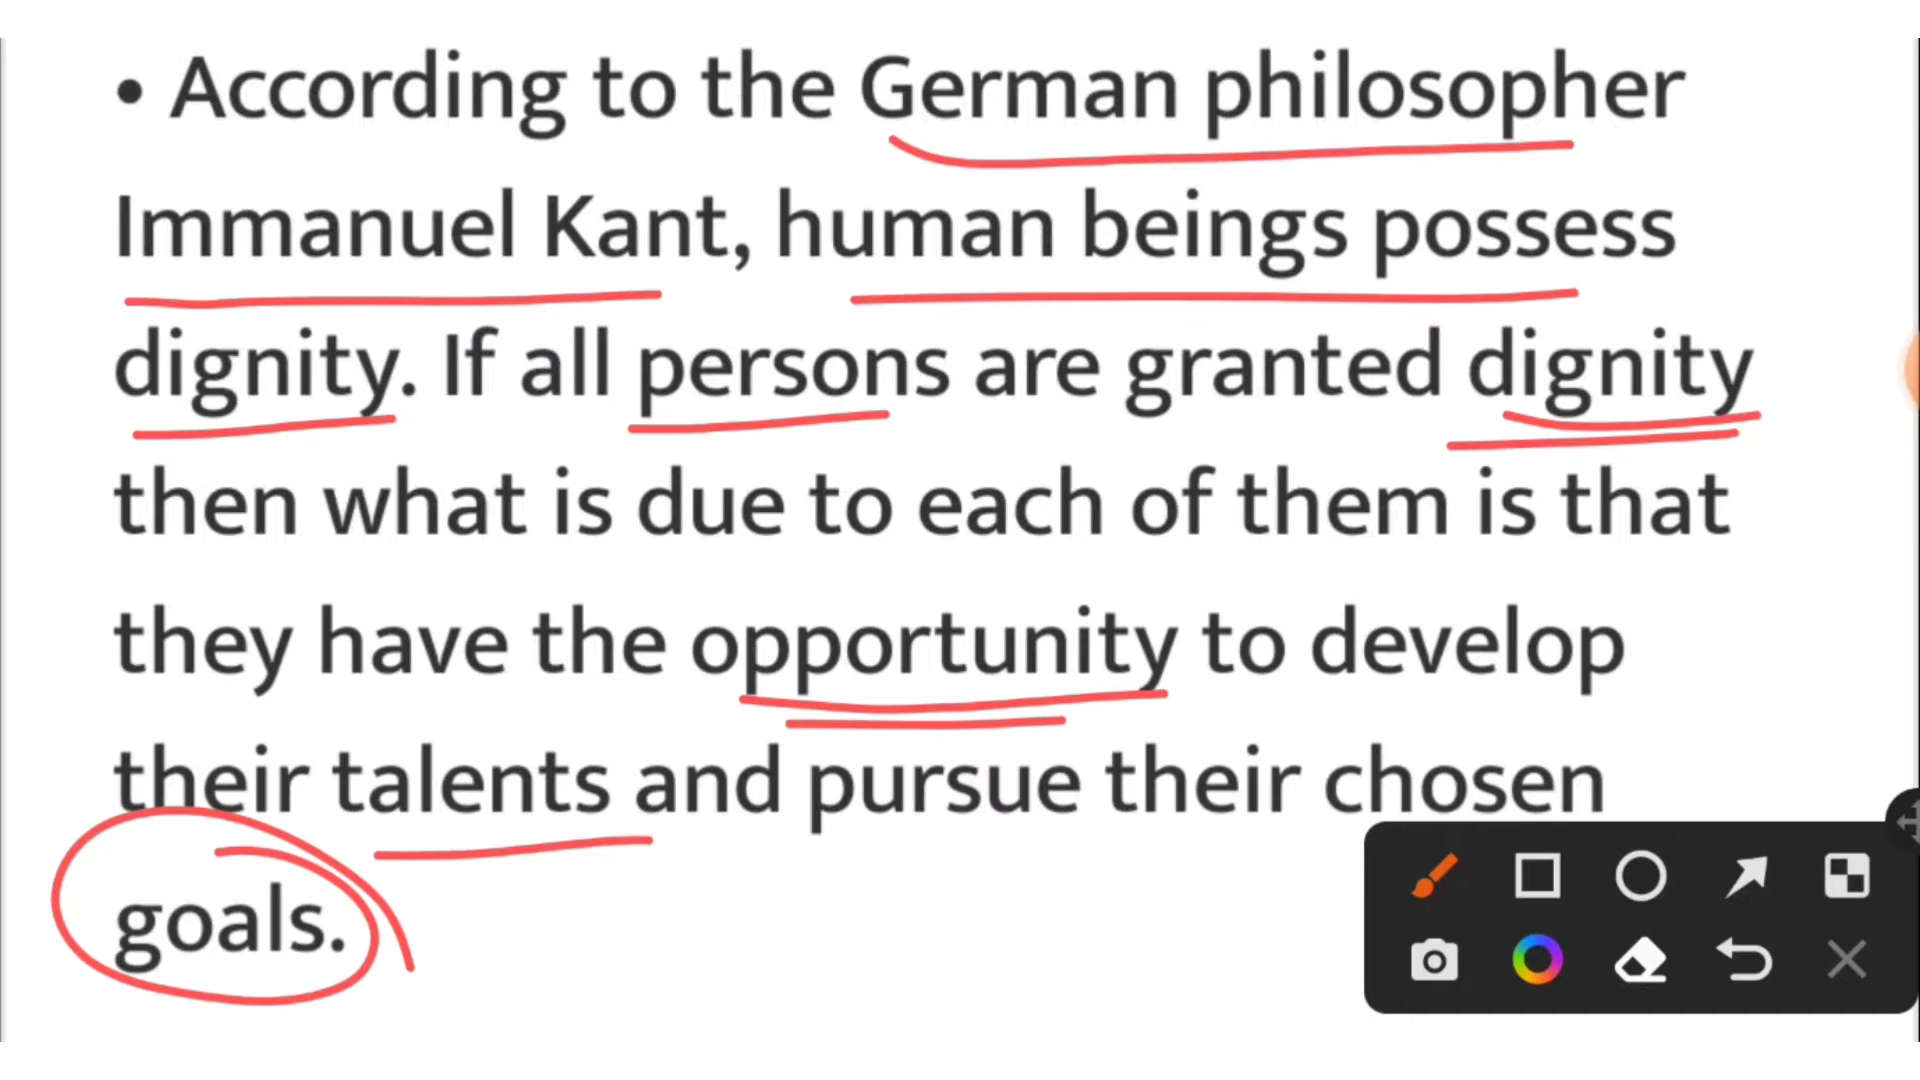 • According to the German philosopher
Immanuel Kant, human beings possess
dignity. If all persons are granted dignity
then what is due to each of them is that
they have the opportunity to develop
their talents and pursue their chosen
goals.